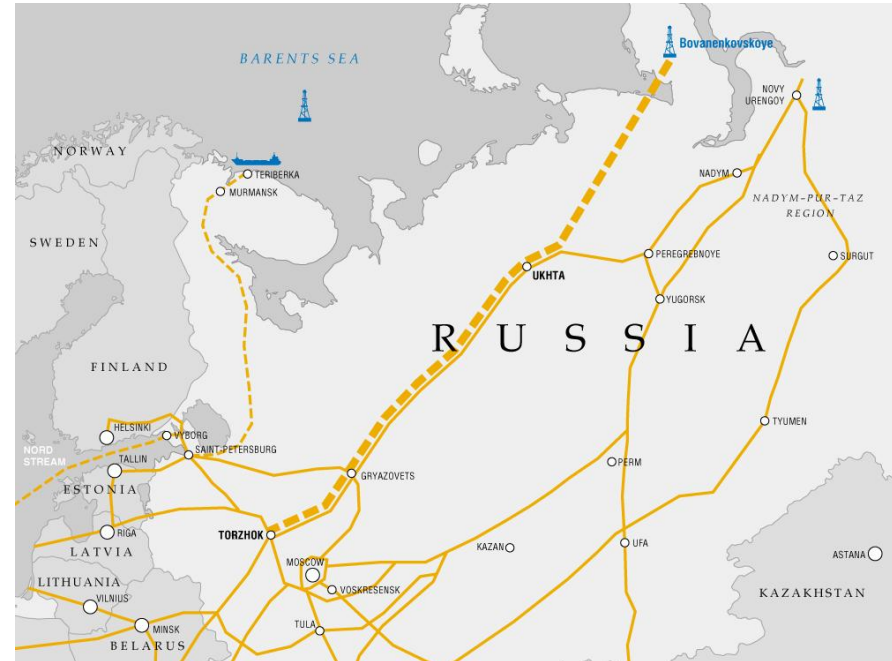 Bovanenkovskoye
BARENTS SEA
NOVY
URENGOY
NORWAY
TERIBERKA
MURMANSK
NADYM
NADYM-PUR-TAZ
REGION
SWEDEN
PEREGREBNOYE
SURGUT
UKHTA
YUGORSK
RUSSIA
FINLAND
HELSINKI
VYBORG
TYUMEN
NORD
STREAM
SAINT-PETERSBURG
TALLIN
PERM
GRYAZOVETS
ESTONIA
RIGA
TORZHOK
LATVIA
MOSCOW
KAZAN
UFA
ASTANA
LITHUANIA
VOSKRESENSK
KAZAKHSTAN
VILNIUS
MINSK
TULA
BELARUS